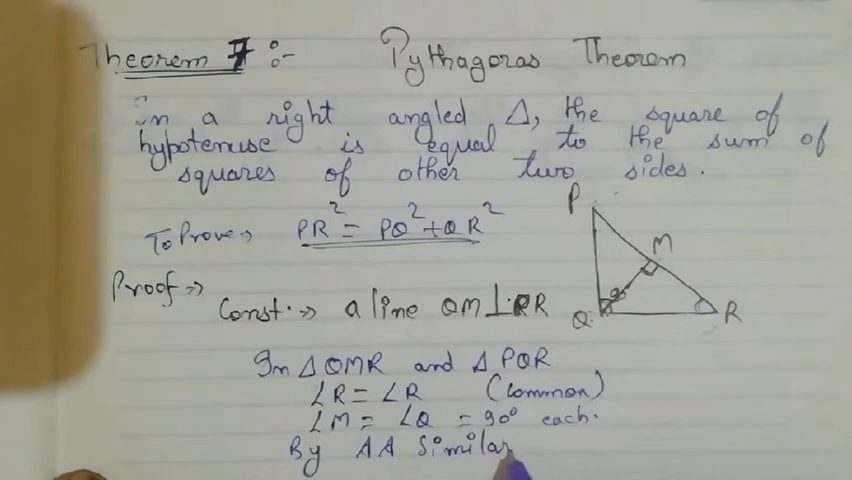 Theorem 7 :-   Pythagoras Theorem
In a right angled Δ, the square of
hypotenuse is equal to the sum of
squares of other two sides.
To Prove → PR² = PQ² + QR²
Proof →
Const. → a line QM ⊥ PR
P
M
Q
R
In Δ QMR and Δ PQR
∠R = ∠R (Common)
∠M = ∠Q = 90° each.
By AA Similar